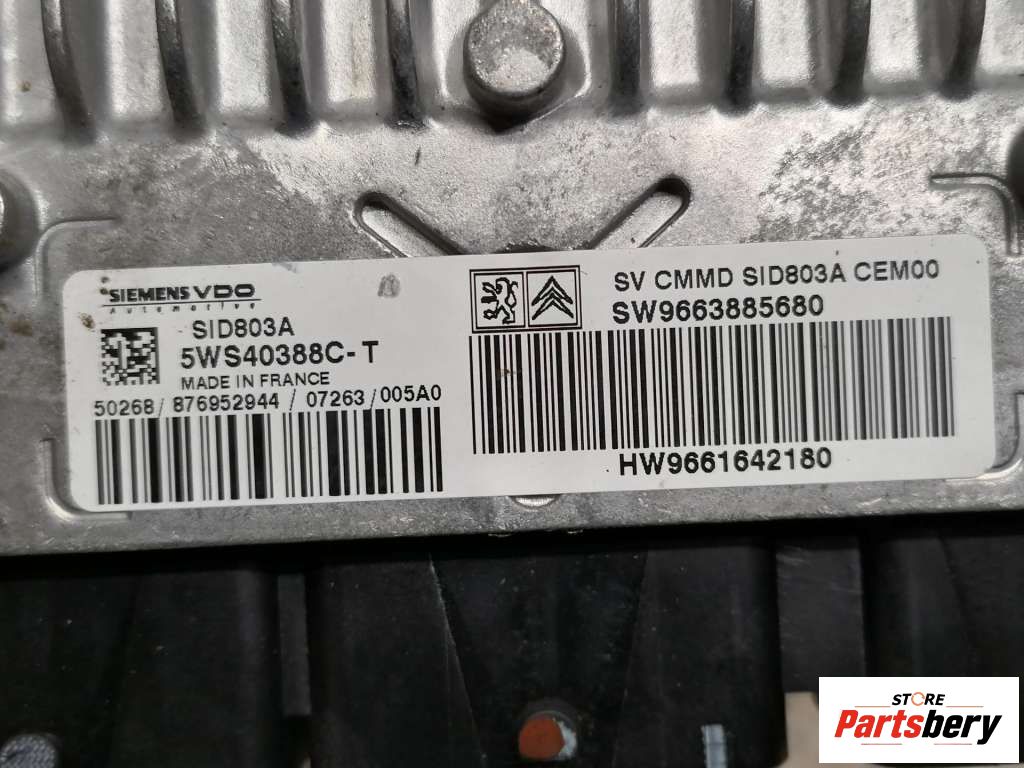 SIEMENS VDO
Automotive
SID803A
5WS40388C-T
MADE IN FRANCE
50268/ 876952944 / 07263 /005A0
SV CMMD SID803A CEM00
SW9663885680
HW9661642180
STORE
Partsbery